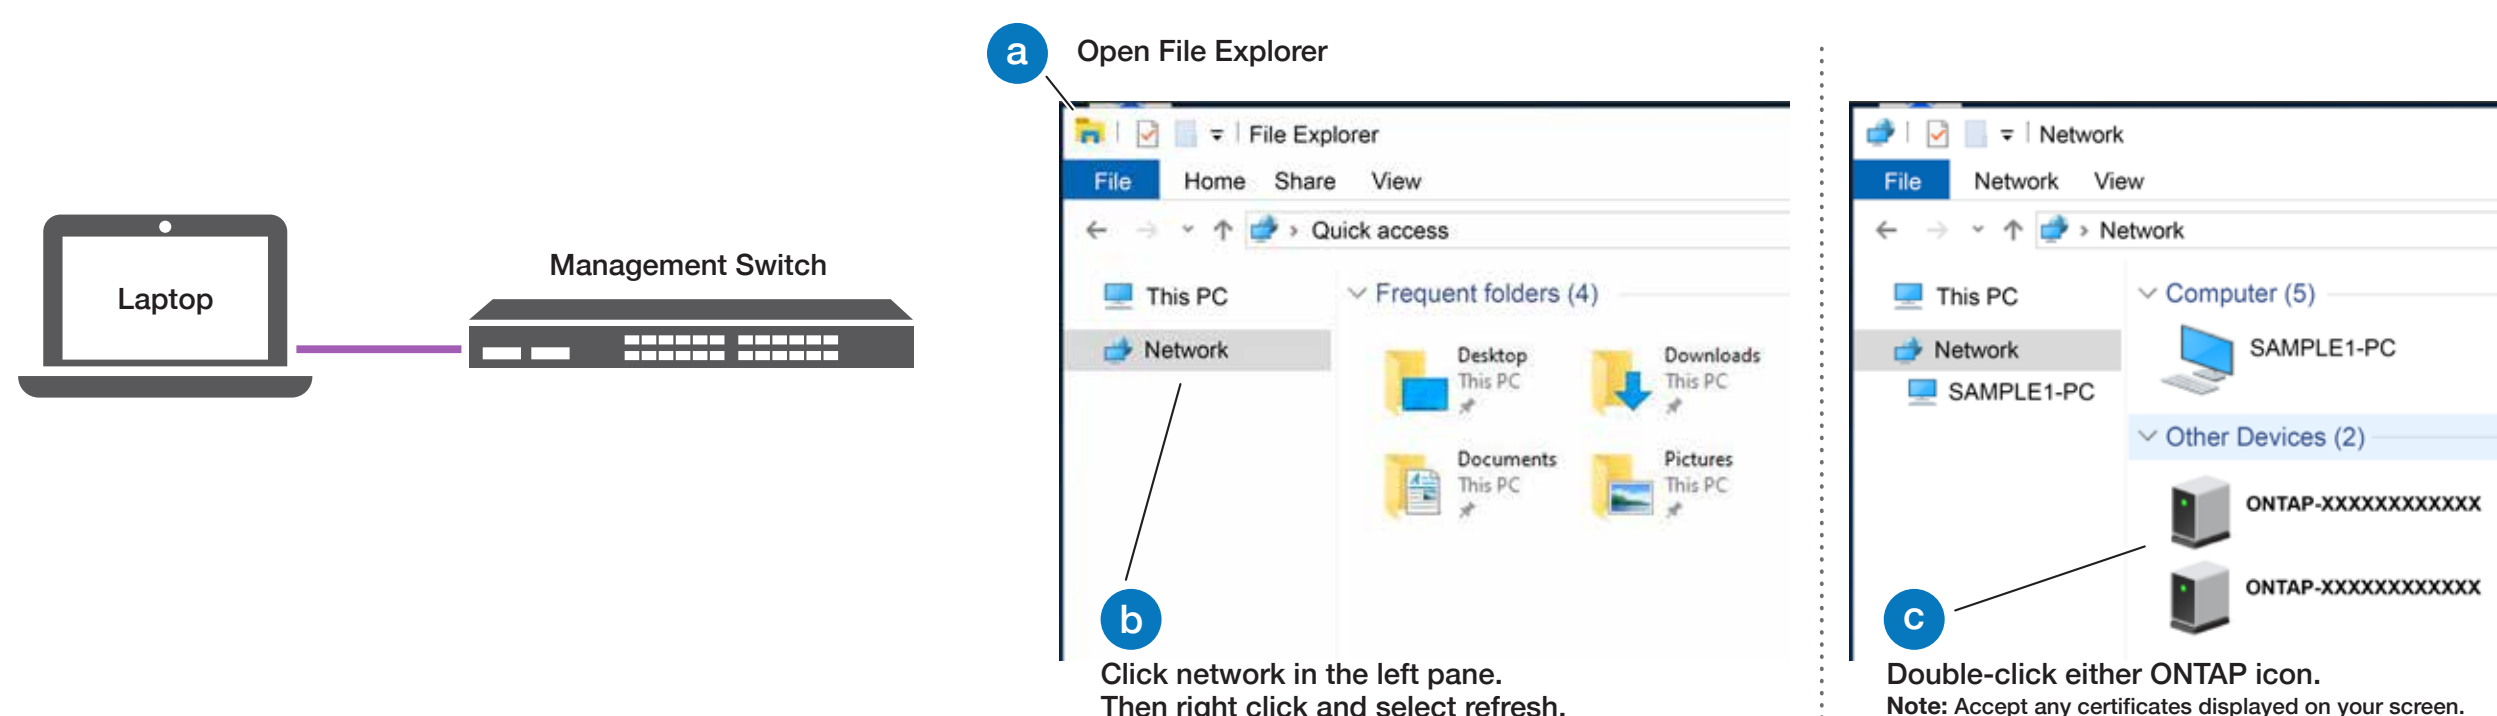 Laptop
Management Switch
a
Open File Explorer
File Explorer
File Home Share View
Quick access
This PC
Network
Frequent folders (4)
Desktop
This PC
Downloads
This PC
Documents
This PC
Pictures
This PC
b
Click network in the left pane.
Then right click and select refresh.
Network
File Network View
Network
This PC
Network
SAMPLE1-PC
Computer (5)
SAMPLE1-PC
Other Devices (2)
ONTAP-XXXXXXXXXXXX
ONTAP-XXXXXXXXXXXX
c
Double-click either ONTAP icon.
Note: Accept any certificates displayed on your screen.